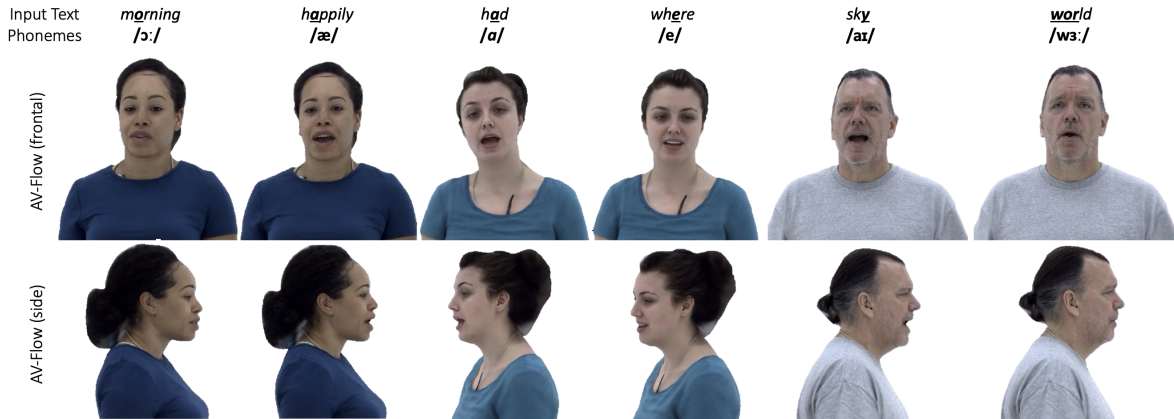 Input Text morning happily had where sky world
Phonemes /ɔː/ /æ/ /ɑ/ /e/ /aɪ/ /wɜː/
AV-Flow (frontal)
AV-Flow (side)